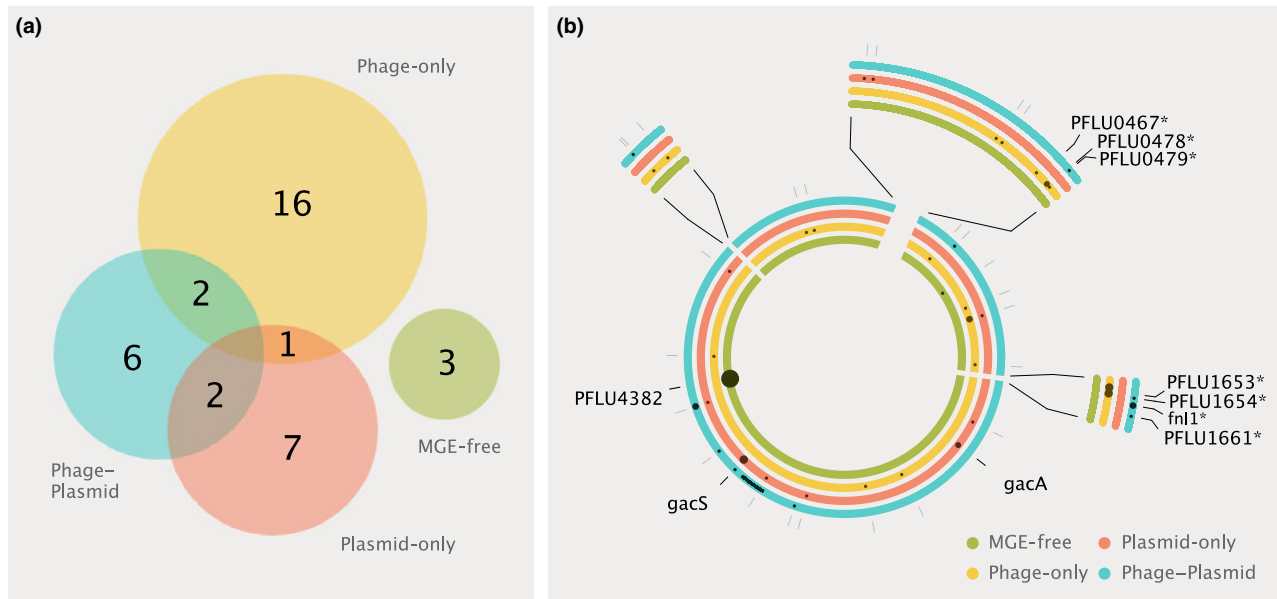 (a)
Phage-only
16
2
6
1
2
7
3
MGE-free
Phage–
Plasmid
Plasmid-only
(b)
PFLU0467*
PFLU0478*
PFLU0479*
PFLU4382
PFLU1653*
PFLU1654*
fnl1*
PFLU1661*
gacA
gacS
MGE-free
Plasmid-only
Phage-only
Phage–Plasmid